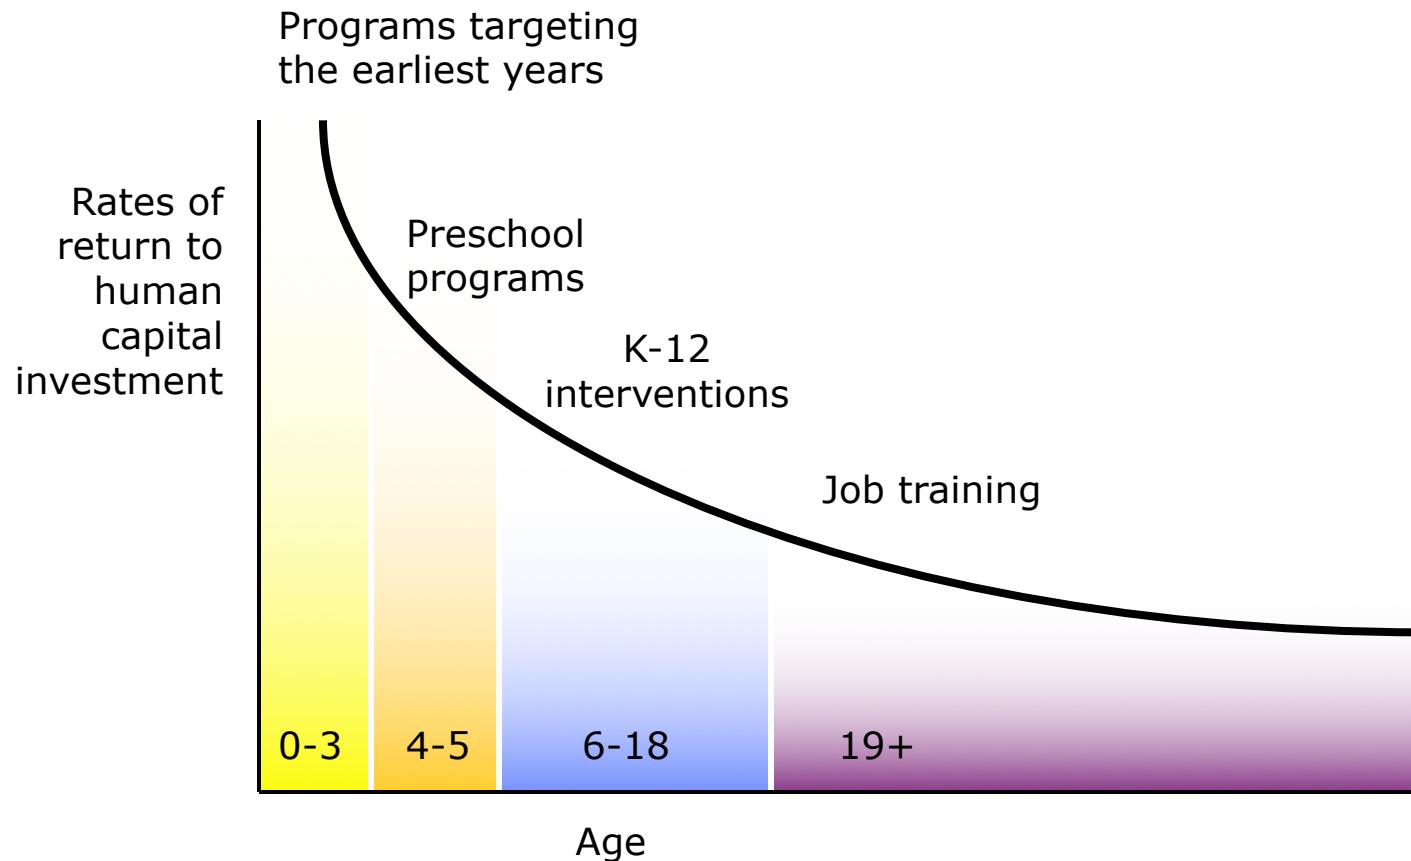 Programs targeting
the earliest years
Rates of
return to
human
capital
investment
Preschool
programs
K-12
interventions
Job training
0-3
4-5
6-18
19+
Age